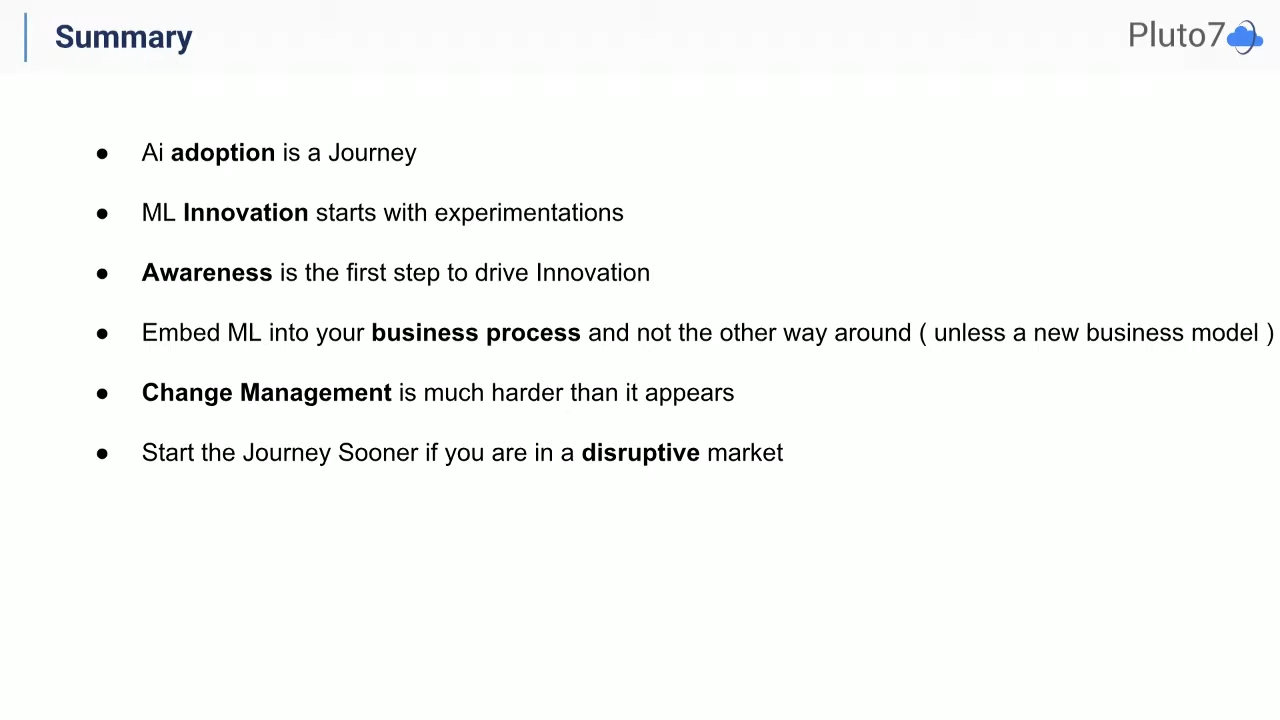 Summary
Pluto7
● Ai adoption is a Journey
● ML Innovation starts with experimentations
● Awareness is the first step to drive Innovation
● Embed ML into your business process and not the other way around ( unless a new business model )
● Change Management is much harder than it appears
● Start the Journey Sooner if you are in a disruptive market